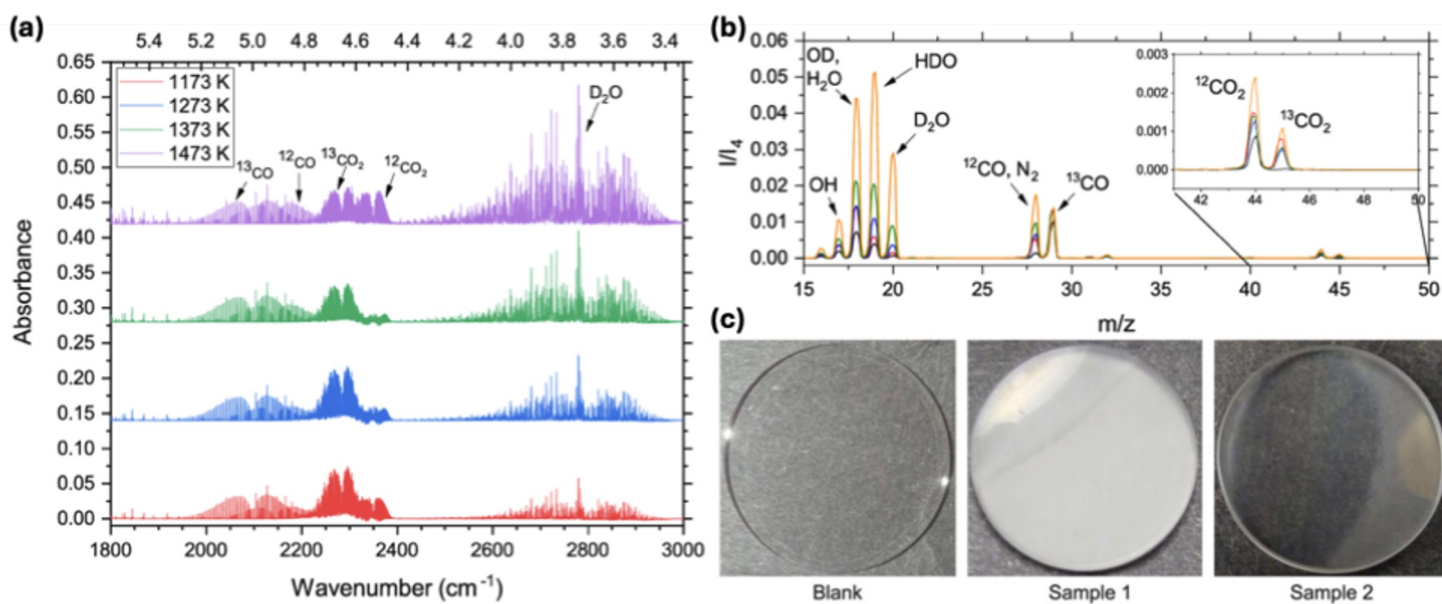 (a)
5.4 5.2 5.0 4.8 4.6 4.4 4.2 4.0 3.8 3.6 3.4
0.65
0.60
0.55
0.50
0.45
0.40
0.35
0.30
0.25
0.20
0.15
0.10
0.05
0.00
Absorbance
1173 K
1273 K
1373 K
1473 K
¹³CO
¹²CO
¹³CO₂
¹²CO₂
D₂O
1800 2000 2200 2400 2600 2800 3000
Wavenumber (cm⁻¹)
(b)
0.06
0.05
0.04
0.03
0.02
0.01
0.00
I/I₄
OD,
H₂O
HDO
D₂O
OH
¹²CO, N₂
¹³CO
0.003
0.002
0.001
0.000
¹²CO₂
¹³CO₂
42 44 46 48 50
15 20 25 30 35 40 45 50
m/z
(c)
Blank
Sample 1
Sample 2